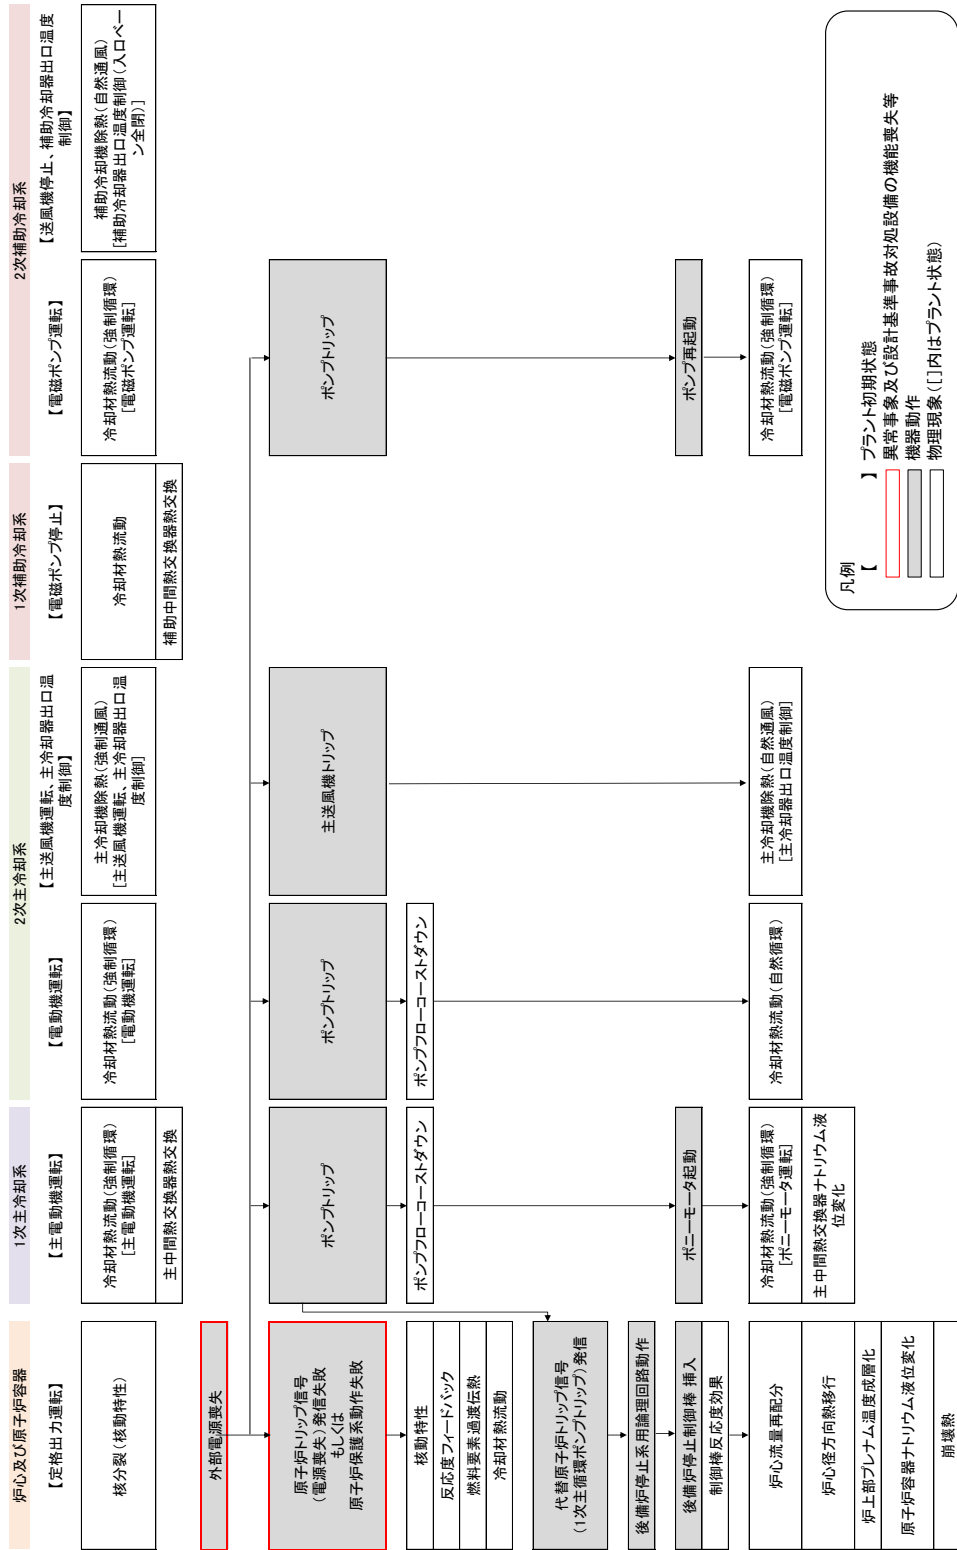 炉心及び原子炉容器
1次主冷却系
2次主冷却系
1次補助冷却系
2次補助冷却系
【定格出力運転】
【主電動機運転】
【電動機運転】
【主送風機運転、主冷却器出口温
度制御】
【電磁ポンプ停止】
【電磁ポンプ運転】
【送風機停止、補助冷却器出口温度
制御】
核分裂(核動特性)
冷却材熱流動(強制循環)
[主電動機運転]
主中間熱交換器熱交換
冷却材熱流動(強制循環)
[電動機運転]
主冷却機除熱(強制通風)
[主送風機運転、主冷却器出口温
度制御]
冷却材熱流動
補助中間熱交換器熱交換
冷却材熱流動(強制循環)
[電磁ポンプ運転]
補助冷却機除熱(自然通風)
[補助冷却器出口温度制御(入口ベー
ン全閉)]
外部電源喪失
原子炉トリップ信号
(電源喪失)発信失敗
もしくは
原子炉保護系動作失敗
ポンプトリップ
ポンプトリップ
主送風機トリップ
ポンプトリップ
核動特性
反応度フィードバック
燃料要素過渡伝熱
冷却材熱流動
ポンプフローコーストダウン
ポンプフローコーストダウン
代替原子炉トリップ信号
(1次主循環ポンプトリップ)発信
後備炉停止系用論理回路動作
後備炉停止制御棒 挿入
制御棒反応度効果
ポニーモータ起動
ポンプ再起動
炉心流量再配分
炉心径方向熱移行
炉上部プレナム温度成層化
原子炉容器ナトリウム液位変化
崩壊熱
冷却材熱流動(強制循環)
[ポニーモータ運転]
主中間熱交換器ナトリウム液
位変化
冷却材熱流動(自然循環)
主冷却機除熱(自然通風)
[主冷却器出口温度制御]
冷却材熱流動(強制循環)
[電磁ポンプ運転]
凡例
【 】 プラント初期状態
異常事象及び設計基準事故対処設備の機能喪失等
機器動作
物理現象([]内はプラント状態)